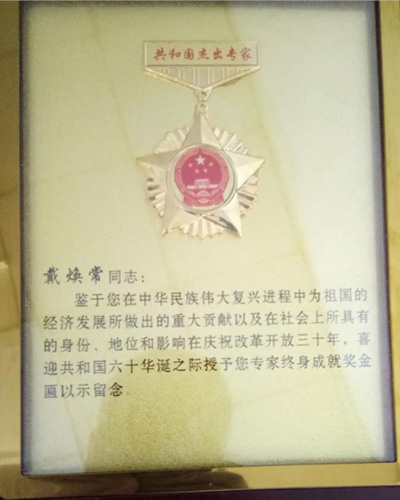 共和国杰出专家
戴焕常同志：
鉴于您在中华民族伟大复兴进程中为祖国的
经济发展所做出的重大贡献以及在社会上所具有
的身份、地位和影响在庆祝改革开放三十年，喜
迎共和国六十华诞之际授予您专家终身成就奖金
匾以示留念。